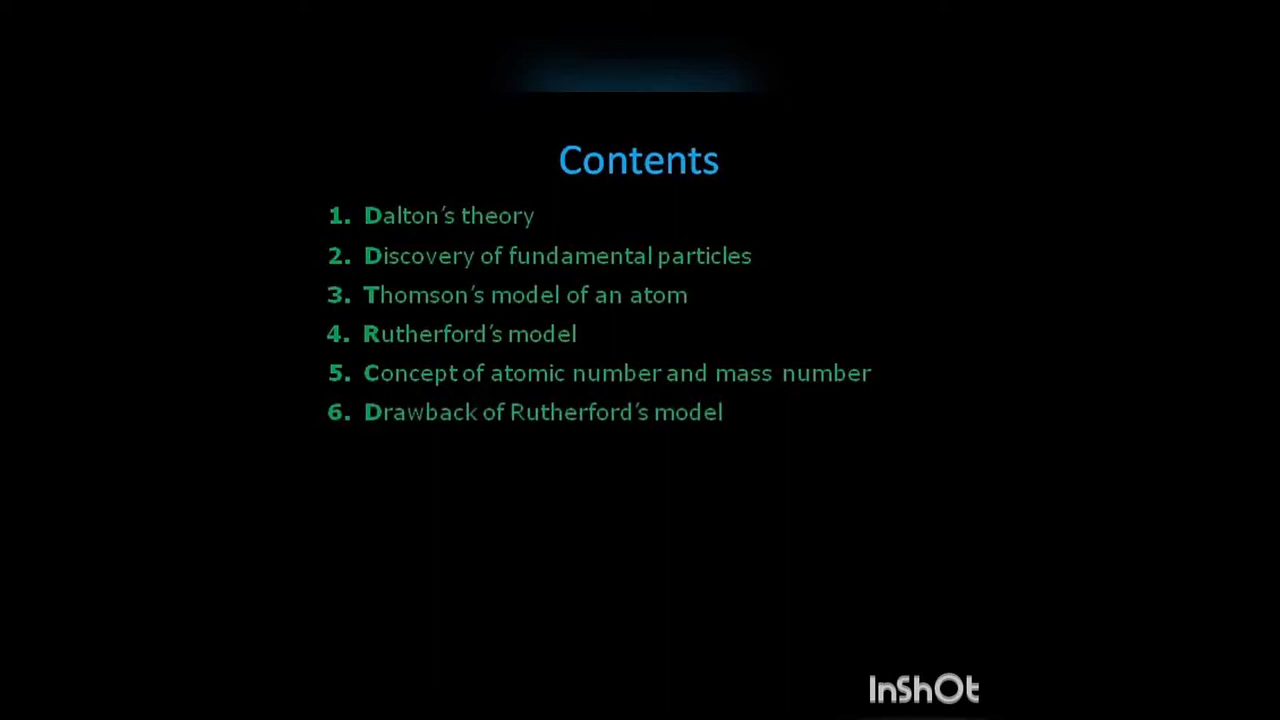 Contents
1. Dalton's theory
2. Discovery of fundamental particles
3. Thomson's model of an atom
4. Rutherford's model
5. Concept of atomic number and mass number
6. Drawback of Rutherford's model
InShOt